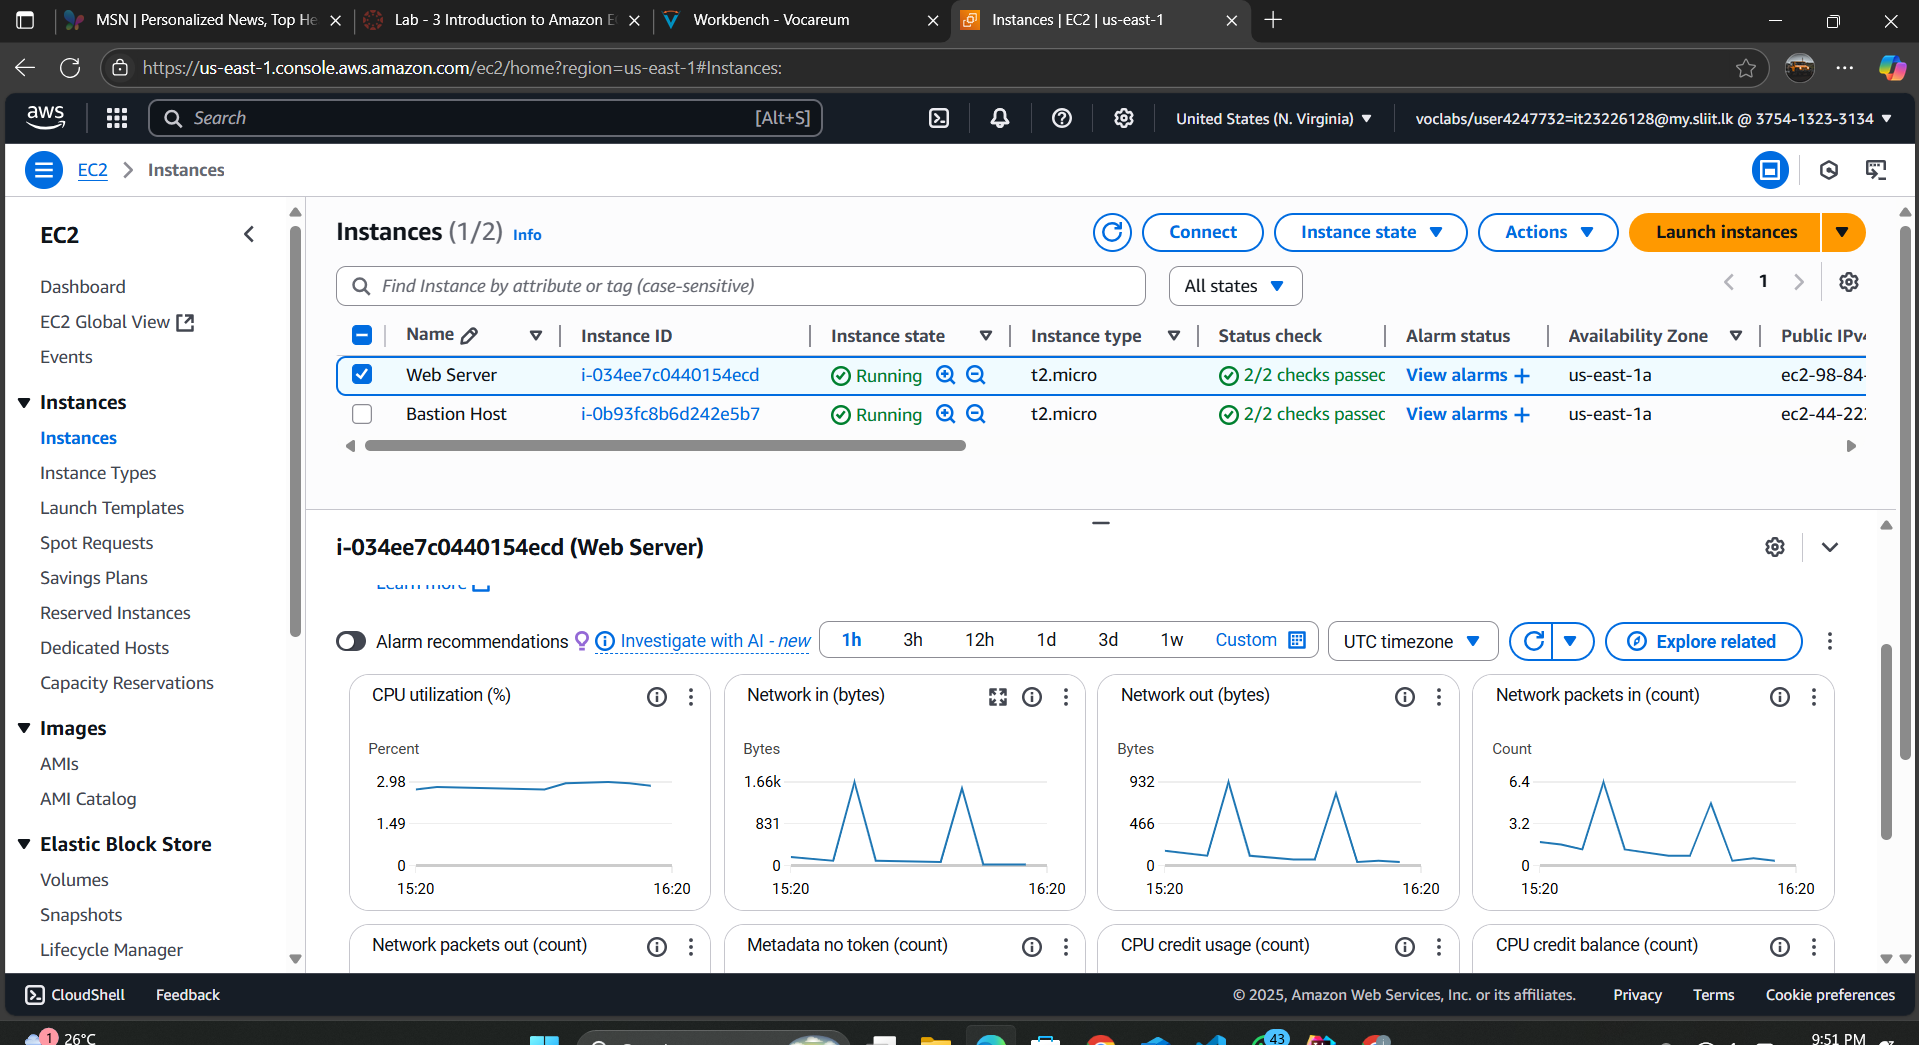 MSN | Personalized News, Top He
Lab - 3 Introduction to Amazon E
Workbench - Vocareum
Instances | EC2 | us-east-1
https://us-east-1.console.aws.amazon.com/ec2/home?region=us-east-1#Instances:
aws
Search
[Alt+S]
United States (N. Virginia)
voclabs/user4247732=it23226128@my.sliit.lk @ 3754-1323-3134
EC2
Instances
EC2
Dashboard
EC2 Global View
Events
Instances
Instances
Instance Types
Launch Templates
Spot Requests
Savings Plans
Reserved Instances
Dedicated Hosts
Capacity Reservations
Images
AMIs
AMI Catalog
Elastic Block Store
Volumes
Snapshots
Lifecycle Manager
Instances (1/2) Info
Connect
Instance state
Actions
Launch instances
Find Instance by attribute or tag (case-sensitive)
All states
1
Name Instance ID Instance state Instance type Status check Alarm status Availability Zone Public IPv4
Web Server i-034ee7c0440154ecd Running t2.micro 2/2 checks passec View alarms + us-east-1a ec2-98-84-
Bastion Host i-0b93fc8b6d242e5b7 Running t2.micro 2/2 checks passec View alarms + us-east-1a ec2-44-222
i-034ee7c0440154ecd (Web Server)
Learn more
Alarm recommendations
Investigate with AI - new
1h 3h 12h 1d 3d 1w Custom
UTC timezone
Explore related
CPU utilization (%)
Percent
2.98
1.49
0
15:20 16:20
Network in (bytes)
Bytes
1.66k
831
0
15:20 16:20
Network out (bytes)
Bytes
932
466
0
15:20 16:20
Network packets in (count)
Count
6.4
3.2
0
15:20 16:20
Network packets out (count)
Metadata no token (count)
CPU credit usage (count)
CPU credit balance (count)
CloudShell
Feedback
© 2025, Amazon Web Services, Inc. or its affiliates.
Privacy
Terms
Cookie preferences
1
26°C
43
9:51 PM